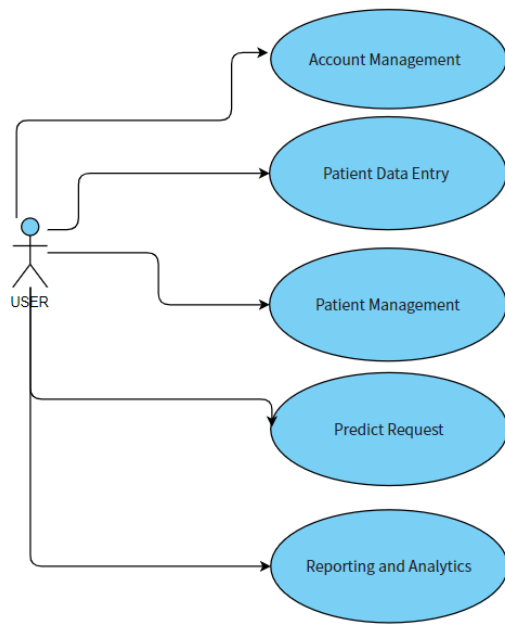 Account Management
Patient Data Entry
USER
Patient Management
Predict Request
Reporting and Analytics